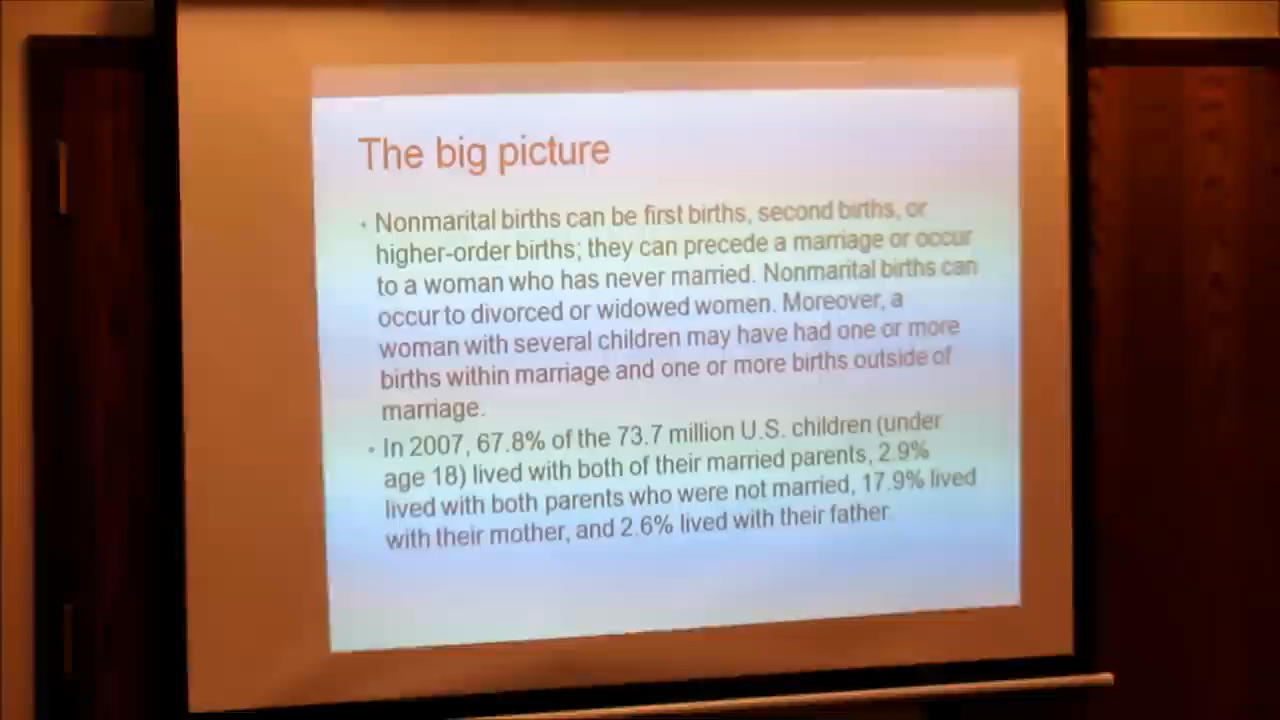 The big picture
• Nonmarital births can be first births, second births, or
higher-order births; they can precede a marriage or occur
to a woman who has never married. Nonmarital births can
occur to divorced or widowed women. Moreover, a
woman with several children may have had one or more
births within marriage and one or more births outside of
marriage.
• In 2007, 67.8% of the 73.7 million U.S. children (under
age 18) lived with both of their married parents, 2.9%
lived with both parents who were not married, 17.9% lived
with their mother, and 2.6% lived with their father.